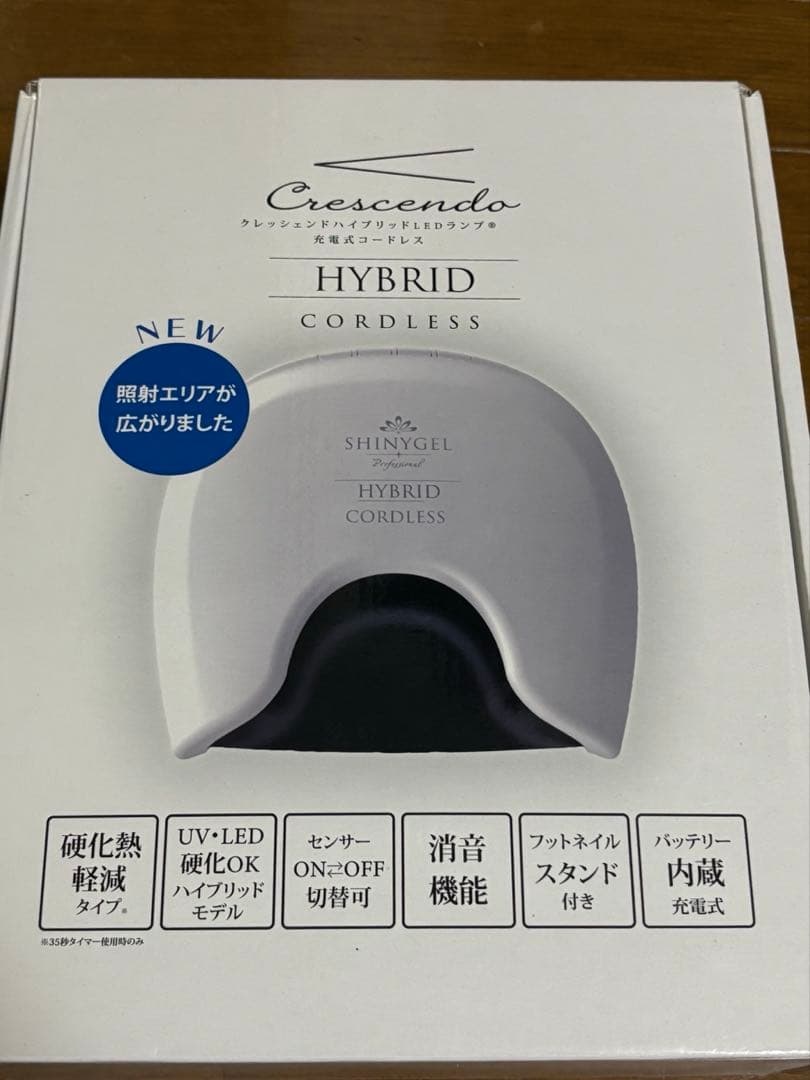 Crescendo
クレッシェンドハイブリッドLEDランプ®
充電式コードレス
HYBRID
CORDLESS
NEW
照射エリアが
広がりました
SHINYGEL
Professional
HYBRID
CORDLESS
硬化熱
軽減
タイプ※
UV・LED
硬化OK
ハイブリッド
モデル
センサー
ON⇄OFF
切替可
消音
機能
フットネイル
スタンド
付き
バッテリー
内蔵
充電式
※35秒タイマー使用時のみ